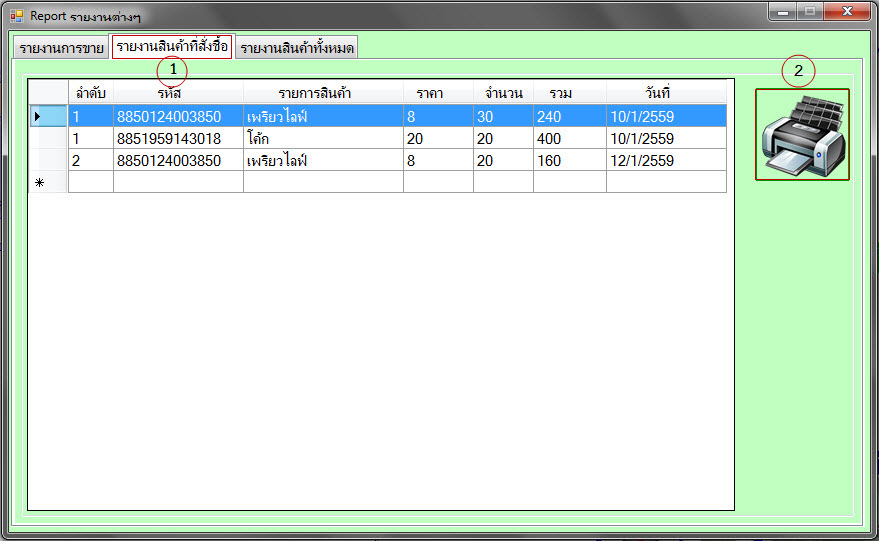 Report รายงานต่างๆ
รายงานการขาย รายงานสินค้าที่สั่งซื้อ รายงานสินค้าทั้งหมด
1 2
ลำดับ รหัส รายการสินค้า ราคา จำนวน รวม วันที่
1 8850124003850 เพรียวไลฟ์ 8 30 240 10/1/2559
1 8851959143018 โค้ก 20 20 400 10/1/2559
2 8850124003850 เพรียวไลฟ์ 8 20 160 12/1/2559